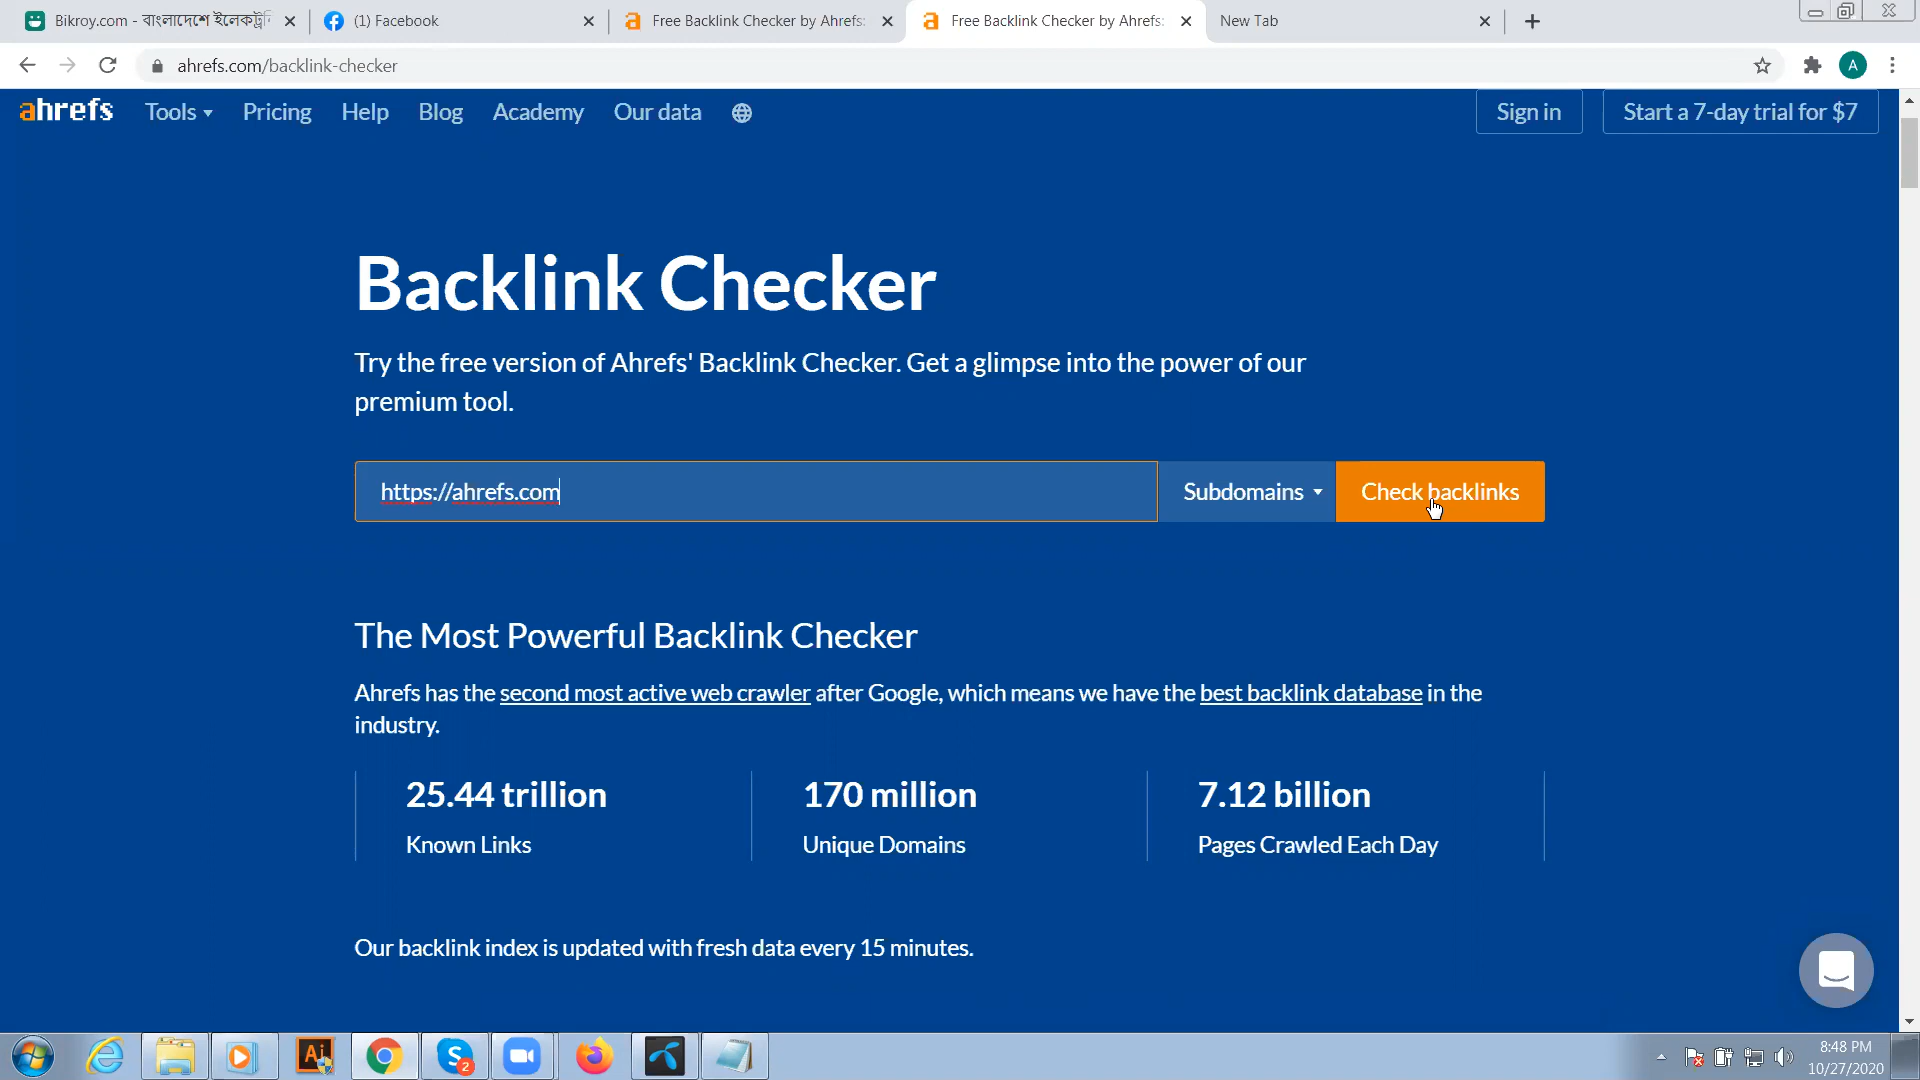 Bikroy.com - বাংলাদেশে ইলেকট্রনি
(1) Facebook
Free Backlink Checker by Ahrefs:
Free Backlink Checker by Ahrefs:
New Tab
ahrefs.com/backlink-checker
A
ahrefs
Tools
Pricing
Help
Blog
Academy
Our data
Sign in
Start a 7-day trial for $7
Backlink Checker
Try the free version of Ahrefs' Backlink Checker. Get a glimpse into the power of our
premium tool.
https://ahrefs.com
Subdomains
Check backlinks
The Most Powerful Backlink Checker
Ahrefs has the second most active web crawler after Google, which means we have the best backlink database in the
industry.
25.44 trillion
170 million
7.12 billion
Known Links
Unique Domains
Pages Crawled Each Day
Our backlink index is updated with fresh data every 15 minutes.
Ai
S
2
8:48 PM
10/27/2020